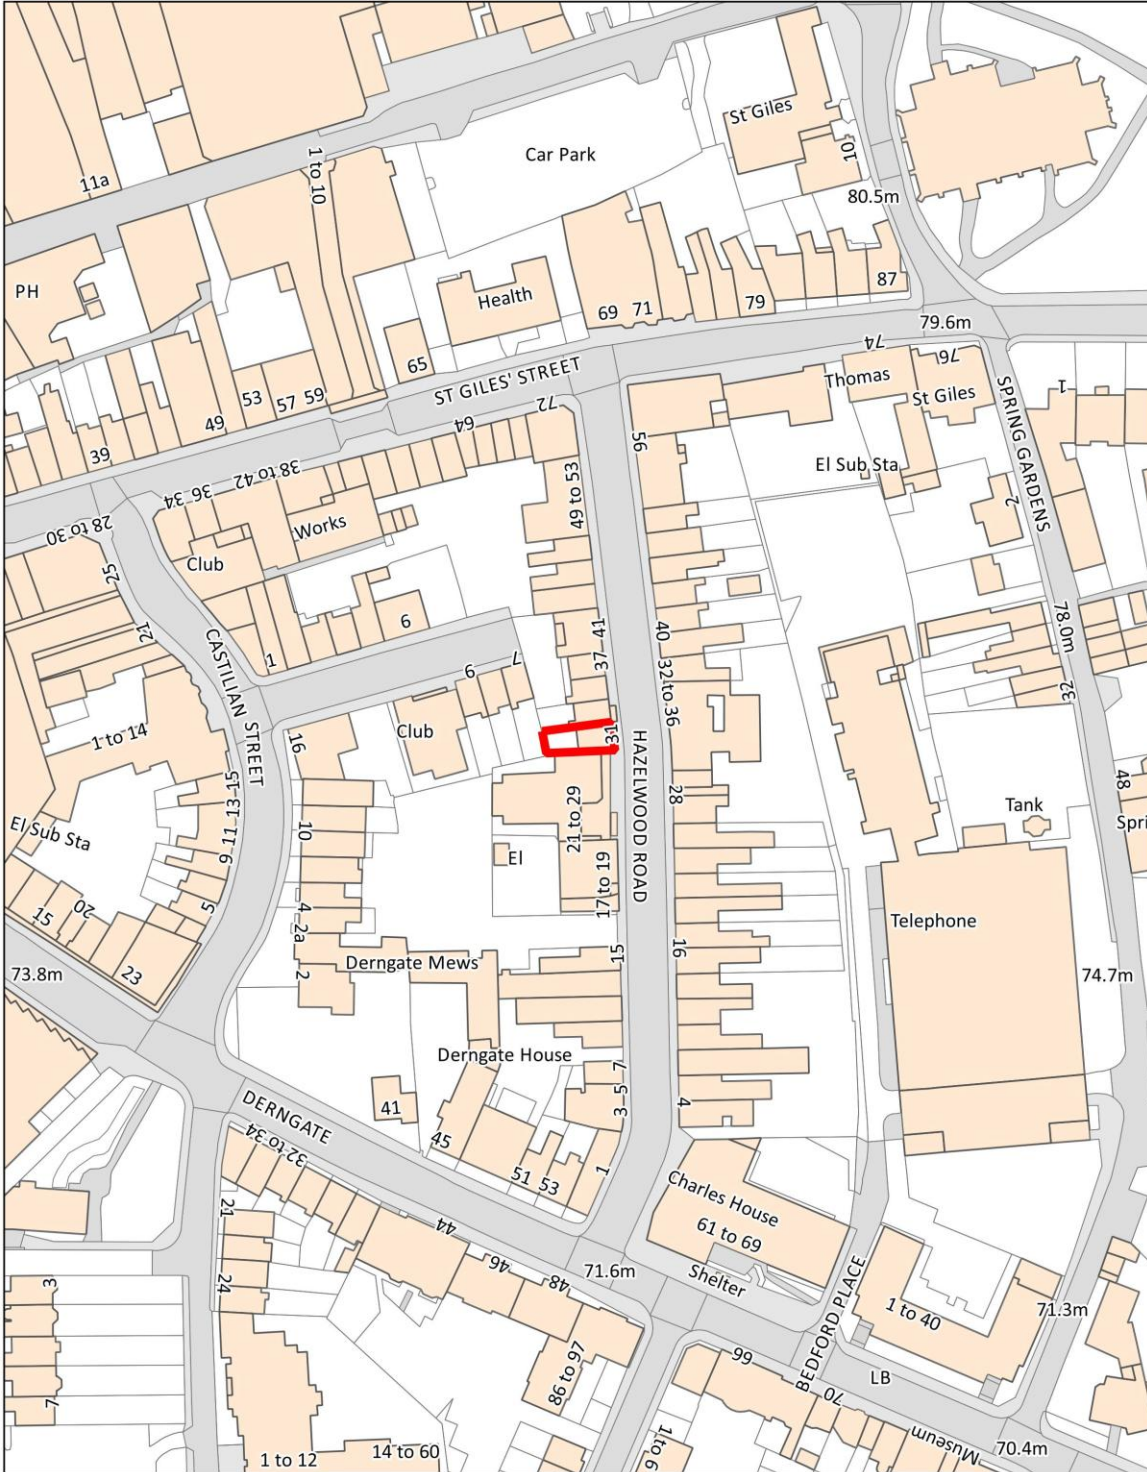 St Giles
Car Park
10
1 to 10
11a
80.5m
PH
87
Health
79
69 71
79.6m
74
76
65
ST GILES' STREET
Thomas
St Giles
SPRING GARDENS
1
53
57 59
49
72
64
56
39
38 to 42
36 34
El Sub Sta
2
49 to 53
28 to 30
Works
Club
25
21
6
1
CASTILIAN STREET
37 41
40
78.0m
32 to 36
32
7
9
Club
31
HAZELWOOD ROAD
1 to 14
16
28
48
Tank
Spri
El Sub Sta
9 11 13 15
10
21 to 29
El
17 to 19
5
20
15
4
2a
2
23
73.8m
Telephone
16
15
Derngate Mews
74.7m
Derngate House
3 5 7
4
41
DERNGATE
45
51 53
1
32 to 34
Charles House
61 to 69
44
46
48
71.6m
Shelter
21
24
BEDFORD PLACE
1 to 40
71.3m
3
7
86 to 97
66
70
LB
Museum
70.4m
1 to 6
1 to 12
14 to 60